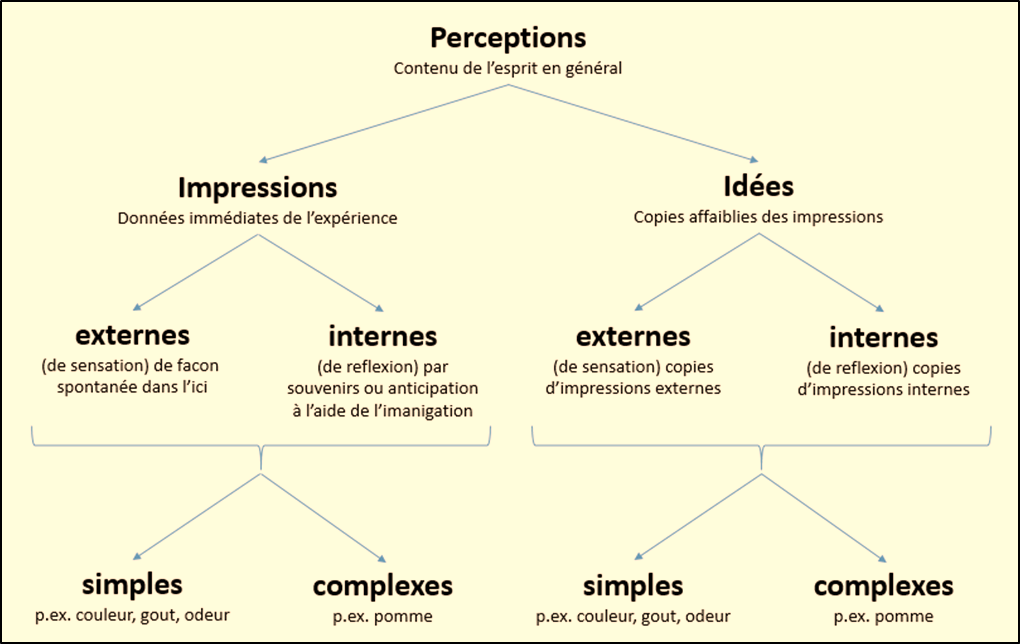 Perceptions
Contenu de l'esprit en général
Impressions
Données immédiates de l'expérience
Idées
Copies affaiblies des impressions
externes
(de sensation) de facon
spontanée dans l'ici
internes
(de reflexion) par
souvenirs ou anticipation
à l'aide de l'imanigation
externes
(de sensation) copies
d'impressions externes
internes
(de reflexion) copies
d'impressions internes
simples
p.ex. couleur, gout, odeur
complexes
p.ex. pomme
simples
p.ex. couleur, gout, odeur
complexes
p.ex. pomme